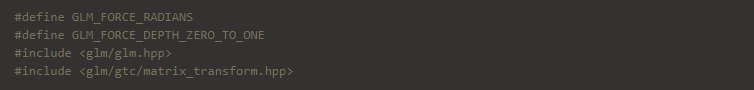 #define GLM_FORCE_RADIANS
#define GLM_FORCE_DEPTH_ZERO_TO_ONE
#include <glm/glm.hpp>
#include <glm/gtc/matrix_transform.hpp>